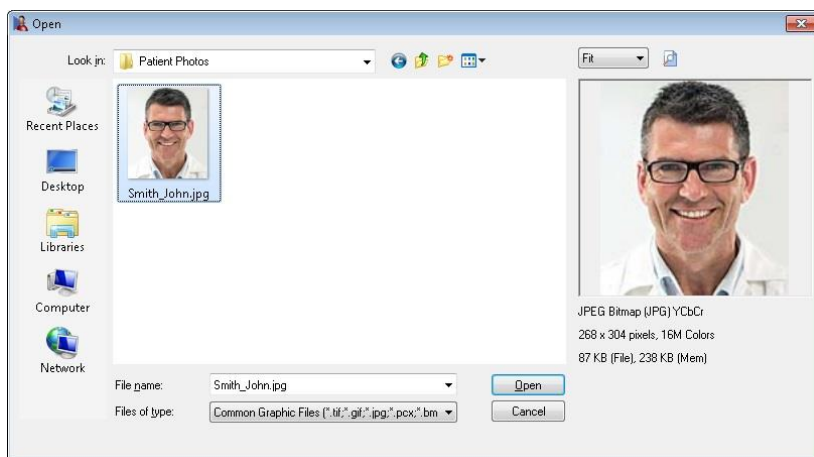 Open
Look in:
Patient Photos
Fit
Recent Places
Desktop
Libraries
Computer
Network
Smith_John.jpg
JPEG Bitmap (JPG) YCbCr
268 x 304 pixels, 16M Colors
87 KB (File), 238 KB (Mem)
File name:
Smith_John.jpg
Open
Files of type:
Common Graphic Files (*.tif;*.gif;*.jpg;*.pcx;*.bm
Cancel